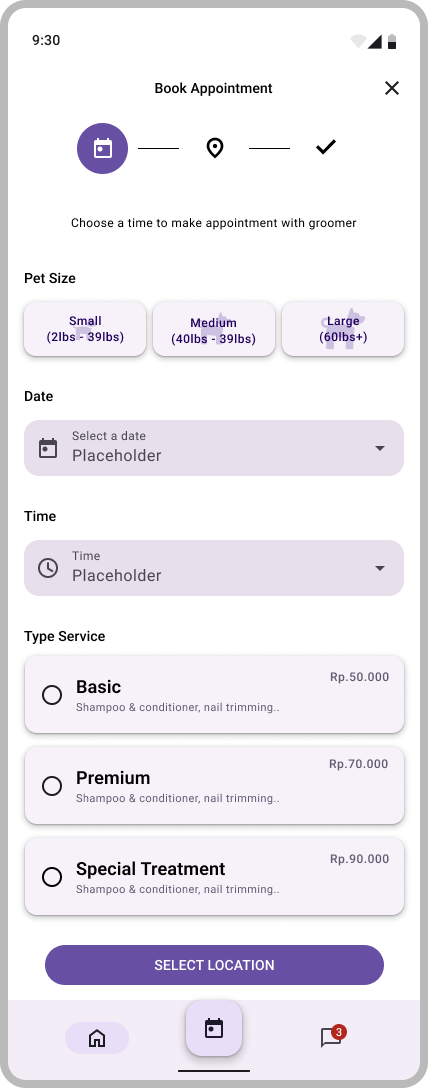 9:30
Book Appointment
Choose a time to make appointment with groomer
Pet Size
Small
(2lbs - 39lbs)
Medium
(40lbs - 39lbs)
Large
(60lbs+)
Date
Select a date
Placeholder
Time
Time
Placeholder
Type Service
Basic
Rp.50.000
Shampoo & conditioner, nail trimming..
Premium
Rp.70.000
Shampoo & conditioner, nail trimming..
Special Treatment
Rp.90.000
Shampoo & conditioner, nail trimming..
SELECT LOCATION
3